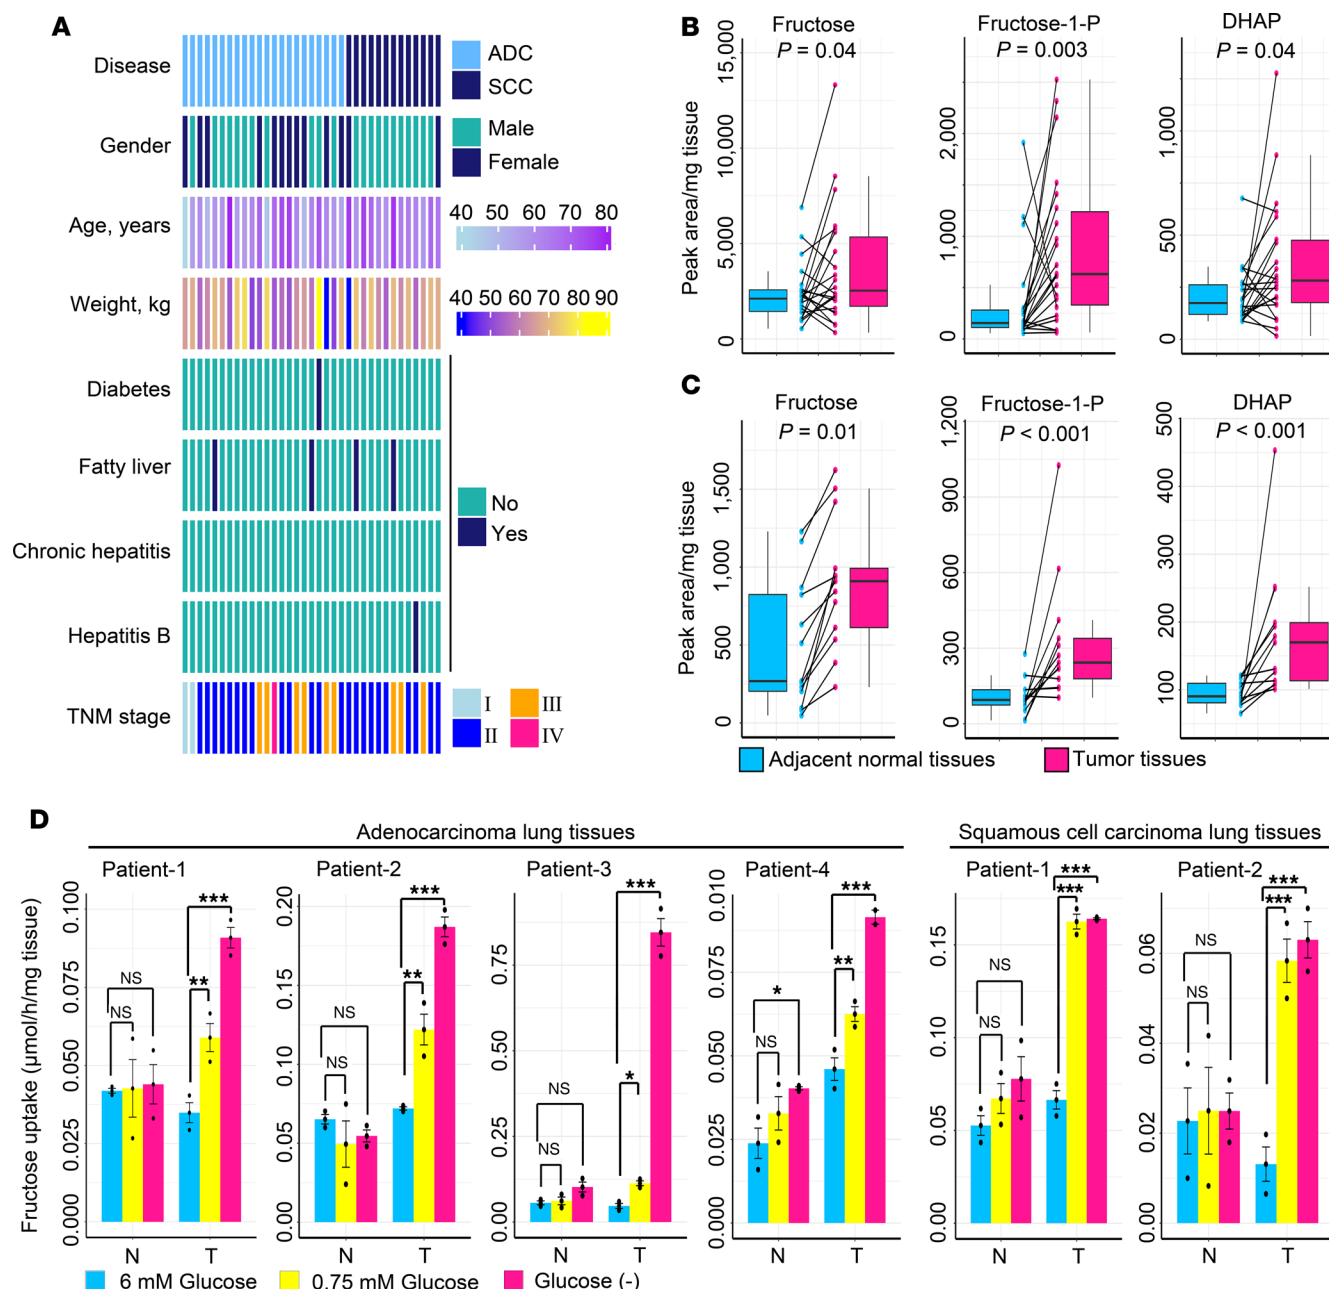 A
Disease
ADC
SCC
Gender
Male
Female
Age, years
40 50 60 70 80
Weight, kg
40 50 60 70 80 90
Diabetes
Fatty liver
Chronic hepatitis
Hepatitis B
No
Yes
TNM stage
I
II
III
IV
B
Peak area/mg tissue
Fructose
P = 0.04
15,000
10,000
5,000
0
Fructose-1-P
P = 0.003
2,000
1,000
0
DHAP
P = 0.04
1,000
500
0
C
Peak area/mg tissue
Fructose
P = 0.01
1,500
1,000
500
0
Fructose-1-P
P < 0.001
1,200
900
600
300
0
DHAP
P < 0.001
500
400
300
200
100
Adjacent normal tissues
Tumor tissues
D
Adenocarcinoma lung tissues
Squamous cell carcinoma lung tissues
Fructose uptake (μmol/h/mg tissue)
Patient-1
0.100
0.075
0.050
0.025
0.000
NS
NS
**
***
N T
Patient-2
0.20
0.15
0.10
0.05
0.00
NS
NS
**
***
N T
Patient-3
0.75
0.50
0.25
0.00
NS
NS
*
***
N T
Patient-4
0.010
0.050
0.025
0.000
NS
*
**
***
N T
Patient-1
0.15
0.10
0.05
0.00
NS
NS
***
***
N T
Patient-2
0.06
0.04
0.02
0.00
NS
NS
***
***
N T
6 mM Glucose
0.75 mM Glucose
Glucose (-)